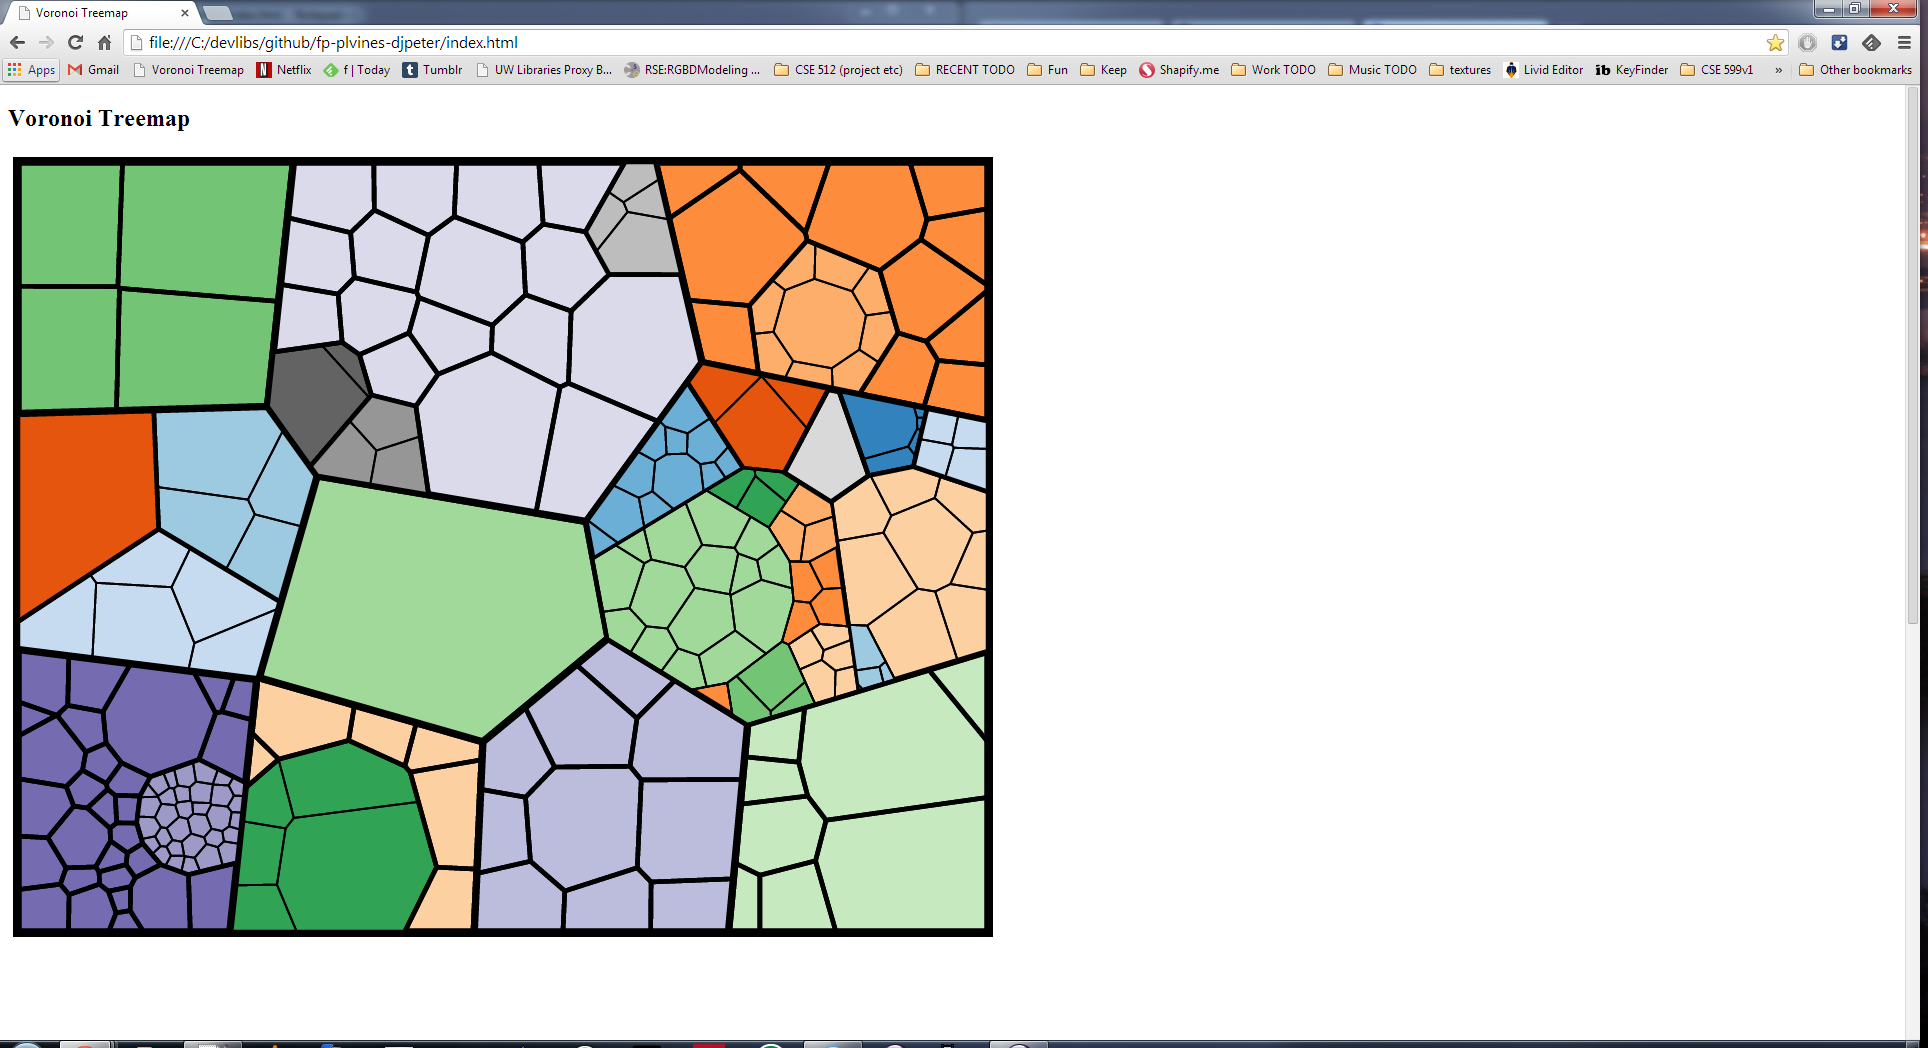 Voronoi Treemap
file:///C:/devlibs/github/fp-plvines-djpeter/index.html
Apps Gmail Voronoi Treemap Netflix f | Today Tumblr UW Libraries Proxy B... RSE:RGBDModeling ... CSE 512 (project etc) RECENT TODO Fun Keep Shapify.me Work TODO Music TODO textures Livid Editor KeyFinder CSE 599v1 » Other bookmarks
Voronoi Treemap